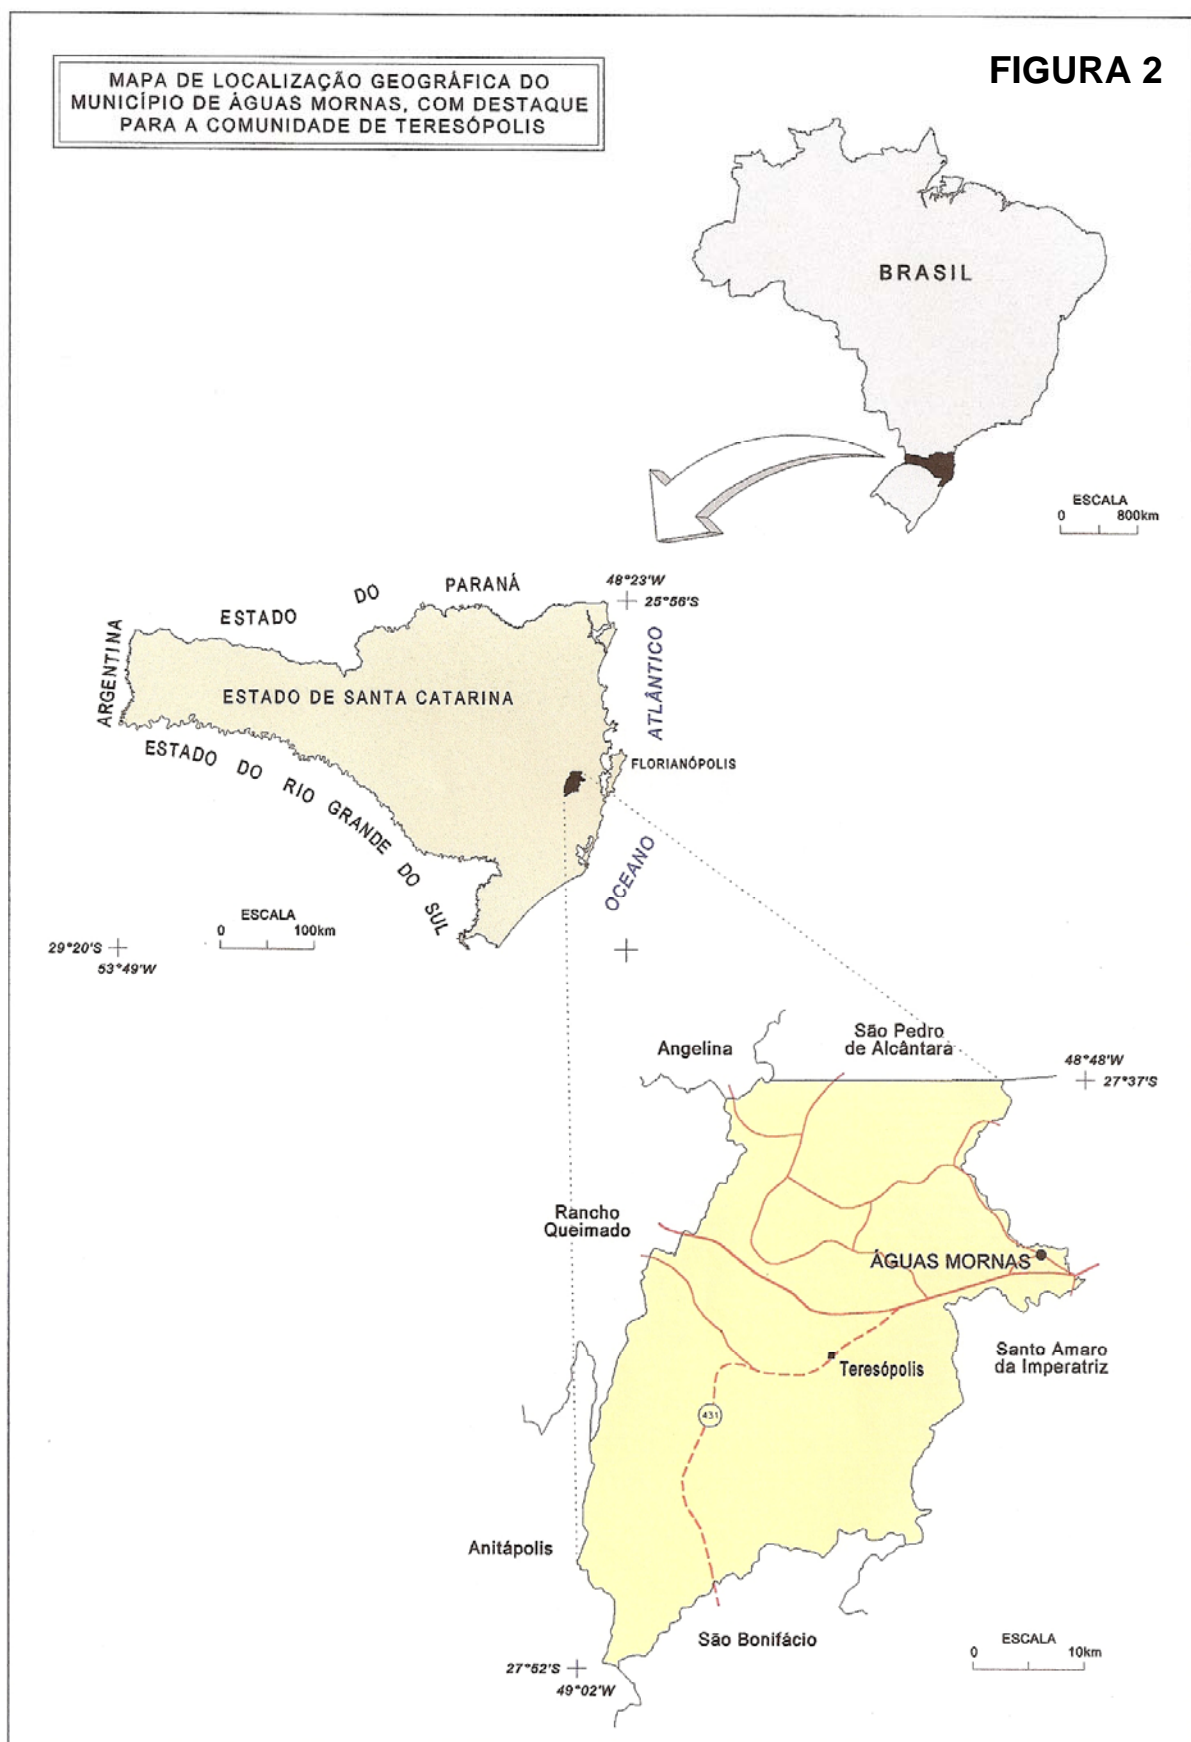 FIGURA 2
MAPA DE LOCALIZAÇÃO GEOGRÁFICA DO
MUNICÍPIO DE ÁGUAS MORNAS, COM DESTAQUE
PARA A COMUNIDADE DE TERESÓPOLIS
BRASIL
ESCALA
0 800km
48°23'W
25°56'S
ESTADO DO PARANÁ
ARGENTINA
ESTADO DE SANTA CATARINA
OCEANO ATLÂNTICO
FLORIANÓPOLIS
ESTADO DO RIO GRANDE DO SUL
ESCALA
0 100km
29°20'S
53°49'W
Angelina
São Pedro
de Alcântara
48°48'W
27°37'S
Rancho
Queimado
ÁGUAS MORNAS
Santo Amaro
da Imperatriz
Teresópolis
431
Anitápolis
São Bonifácio
ESCALA
0 10km
27°52'S
49°02'W